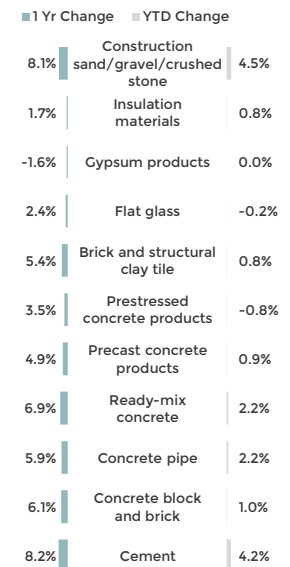 1 Yr Change YTD Change
Construction
8.1% sand/gravel/crushed 4.5%
stone
1.7% Insulation 0.8%
materials
-1.6% Gypsum products 0.0%
2.4% Flat glass -0.2%
5.4% Brick and structural 0.8%
clay tile
3.5% Prestressed -0.8%
concrete products
4.9% Precast concrete 0.9%
products
6.9% Ready-mix 2.2%
concrete
5.9% Concrete pipe 2.2%
6.1% Concrete block 1.0%
and brick
8.2% Cement 4.2%